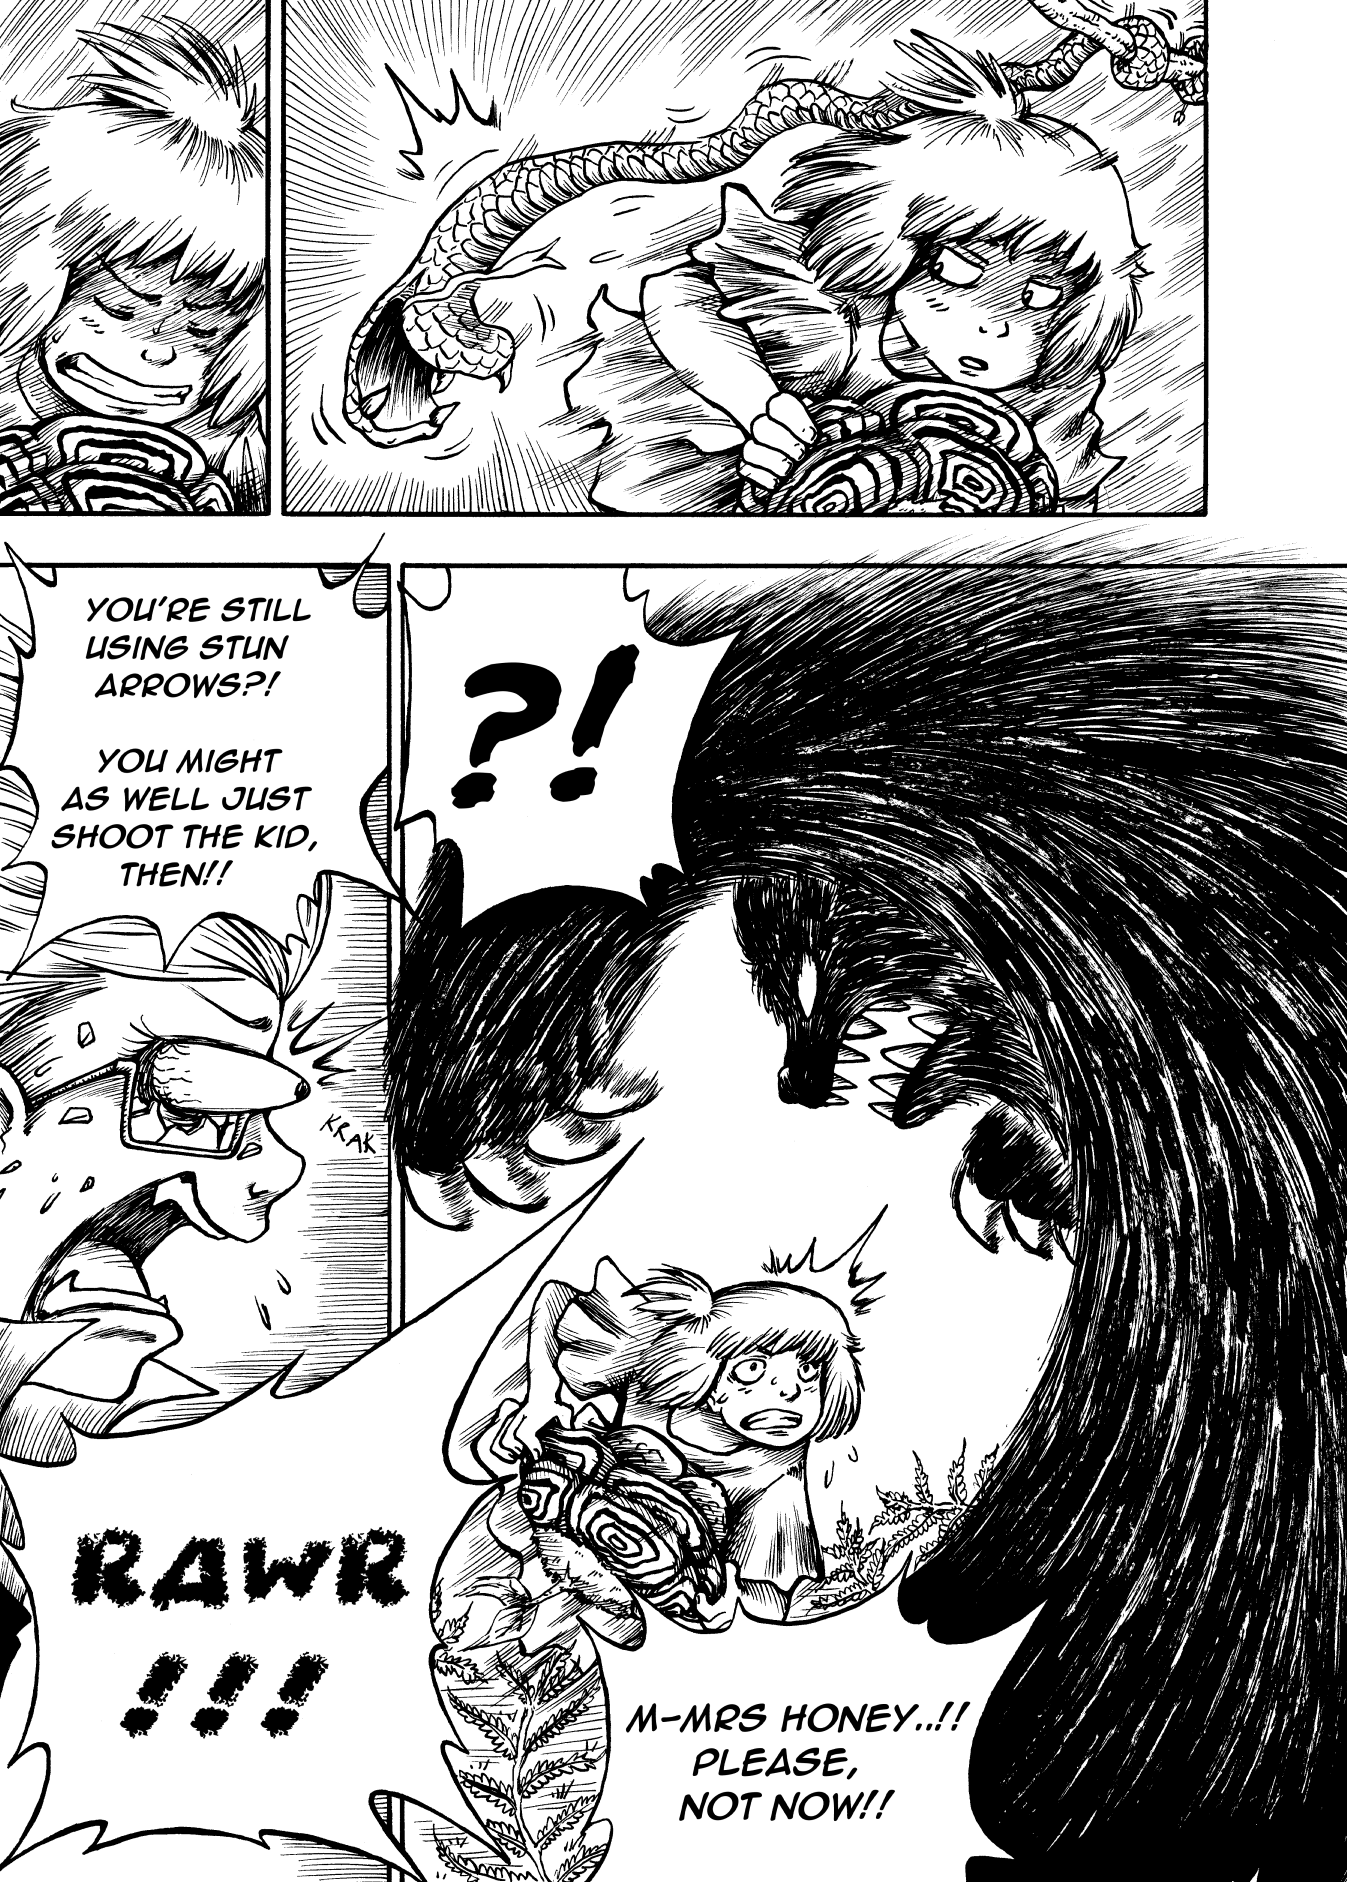 YOU'RE STILL
USING STUN
ARROWS?!
YOU MIGHT
AS WELL JUST
SHOOT THE KID,
THEN!!
?!
KRAK
RAWR
!!!
M-MRS HONEY..!!
PLEASE,
NOT NOW!!